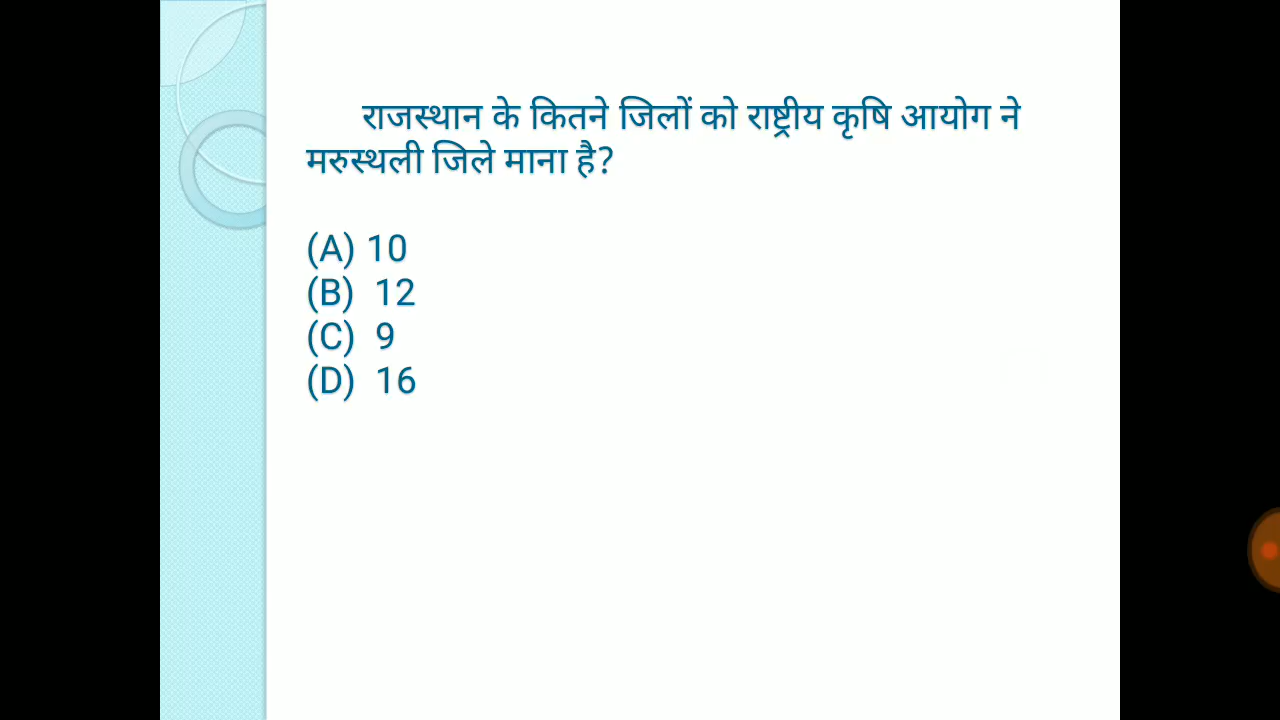 राजस्थान के कितने जिलों को राष्ट्रीय कृषि आयोग ने
मरुस्थली जिले माना है?
(A) 10
(B) 12
(C) 9
(D) 16